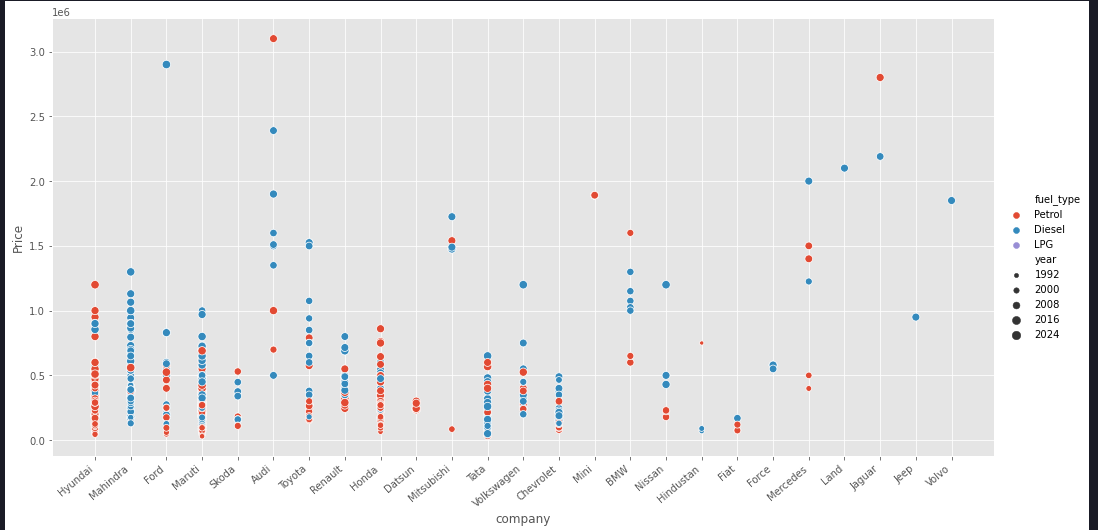 1e6
3.0
2.5
2.0
1.5
1.0
0.5
0.0
Price
Hyundai
Mahindra
Ford
Maruti
Skoda
Audi
Toyota
Renault
Honda
Datsun
Mitsubishi
Tata
Volkswagen
Chevrolet
Mini
BMW
Nissan
Hindustan
Fiat
Force
Mercedes
Land
Jaguar
Jeep
Volvo
company
fuel_type
Petrol
Diesel
LPG
year
1992
2000
2008
2016
2024